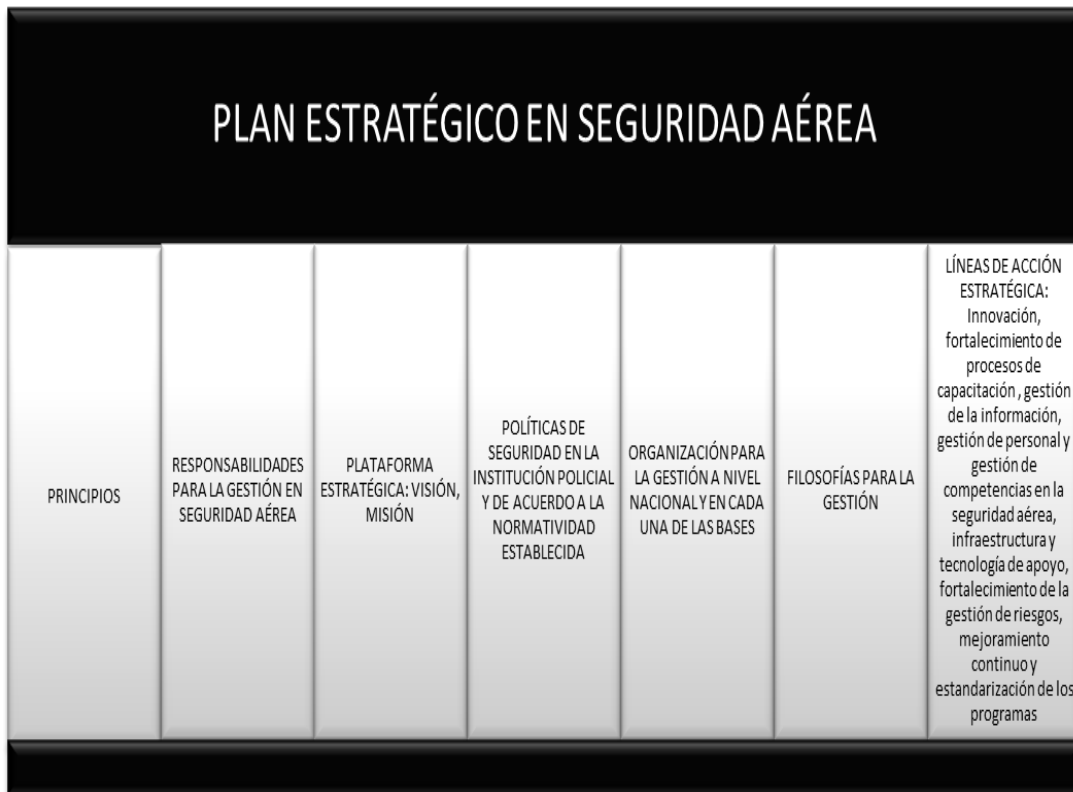 PLAN ESTRATÉGICO EN SEGURIDAD AÉREA
PRINCIPIOS
RESPONSABILIDADES
PARA LA GESTIÓN EN
SEGURIDAD AÉREA
PLATAFORMA
ESTRATÉGICA: VISIÓN,
MISIÓN
POLÍTICAS DE
SEGURIDAD EN LA
INSTITUCIÓN POLICIAL
Y DE ACUERDO A LA
NORMATIVIDAD
ESTABLECIDA
ORGANIZACIÓN PARA
LA GESTIÓN A NIVEL
NACIONAL Y EN CADA
UNA DE LAS BASES
FILOSOFÍAS PARA LA
GESTIÓN
LÍNEAS DE ACCIÓN
ESTRATÉGICA:
Innovación,
fortalecimiento de
procesos de
capacitación , gestión
de la información,
gestión de personal y
gestión de
competencias en la
seguridad aérea,
infraestructura y
tecnología de apoyo,
fortalecimiento de la
gestión de riesgos,
mejoramiento
continuo y
estandarización de los
programas